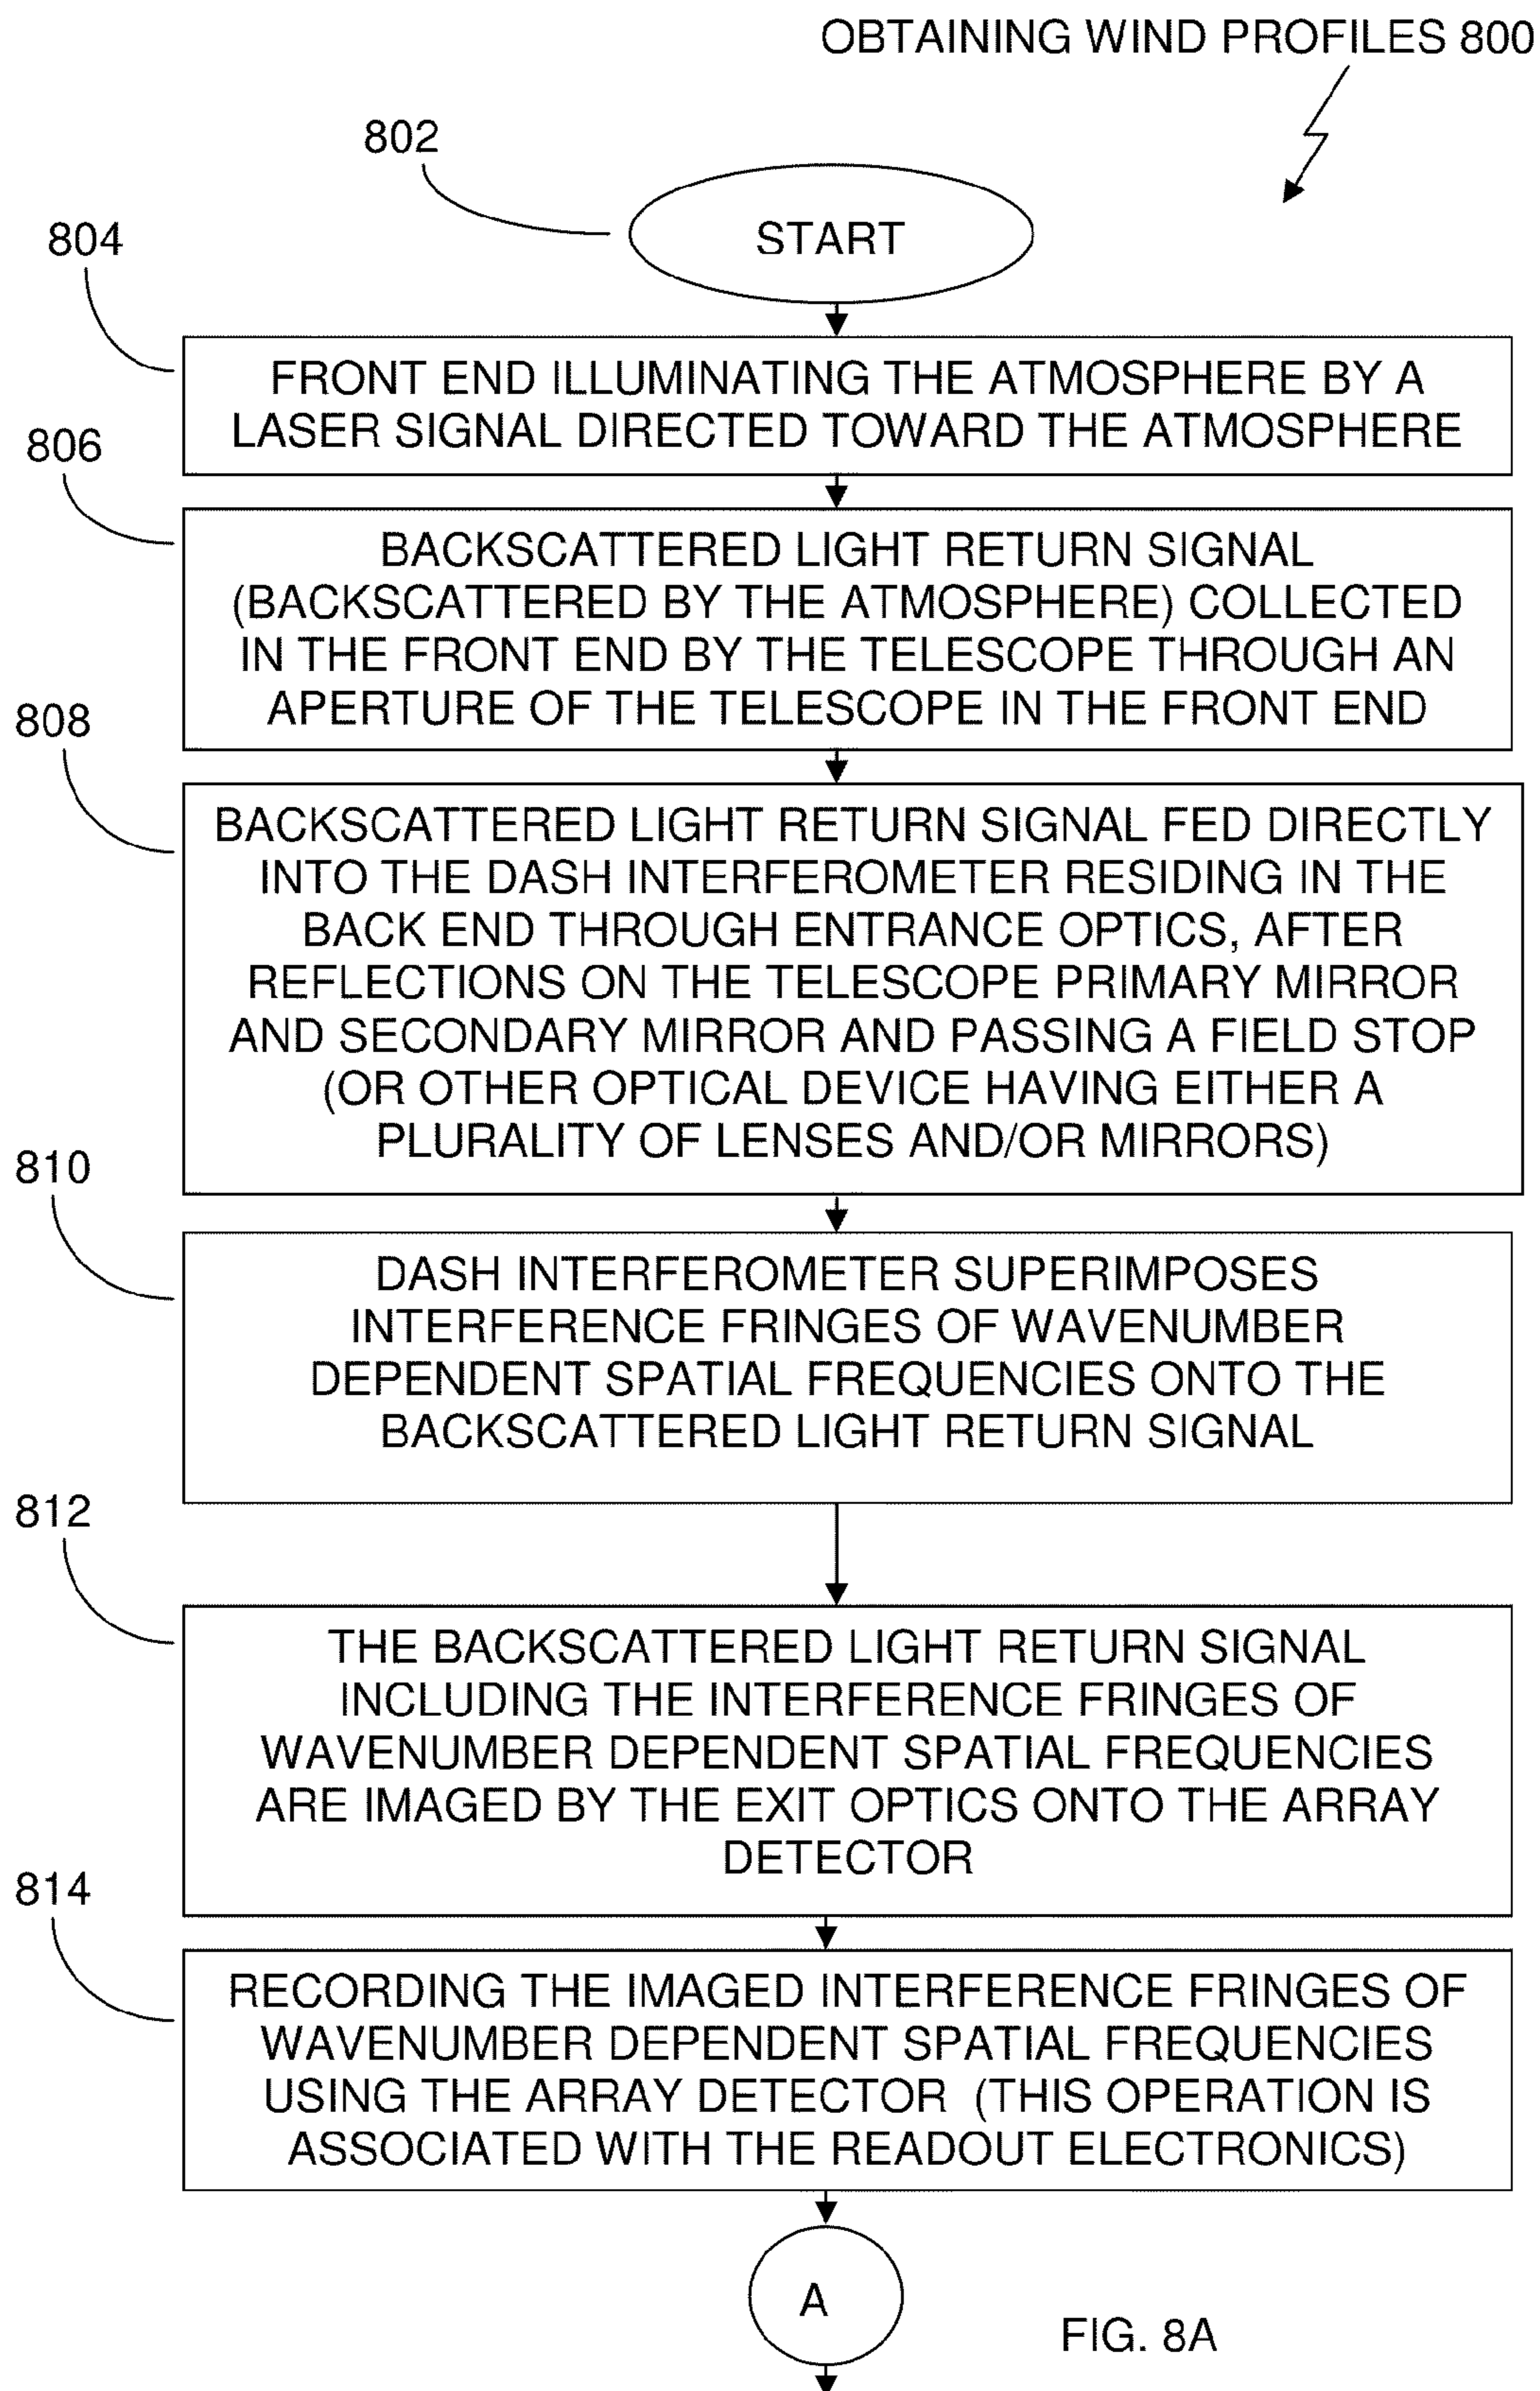 OBTAINING WIND PROFILES 800
802
START
804
FRONT END ILLUMINATING THE ATMOSPHERE BY A
LASER SIGNAL DIRECTED TOWARD THE ATMOSPHERE
806
BACKSCATTERED LIGHT RETURN SIGNAL
(BACKSCATTERED BY THE ATMOSPHERE) COLLECTED
IN THE FRONT END BY THE TELESCOPE THROUGH AN
APERTURE OF THE TELESCOPE IN THE FRONT END
808
BACKSCATTERED LIGHT RETURN SIGNAL FED DIRECTLY
INTO THE DASH INTERFEROMETER RESIDING IN THE
BACK END THROUGH ENTRANCE OPTICS, AFTER
REFLECTIONS ON THE TELESCOPE PRIMARY MIRROR
AND SECONDARY MIRROR AND PASSING A FIELD STOP
(OR OTHER OPTICAL DEVICE HAVING EITHER A
PLURALITY OF LENSES AND/OR MIRRORS)
810
DASH INTERFEROMETER SUPERIMPOSES
INTERFERENCE FRINGES OF WAVENUMBER
DEPENDENT SPATIAL FREQUENCIES ONTO THE
BACKSCATTERED LIGHT RETURN SIGNAL
812
THE BACKSCATTERED LIGHT RETURN SIGNAL
INCLUDING THE INTERFERENCE FRINGES OF
WAVENUMBER DEPENDENT SPATIAL FREQUENCIES
ARE IMAGED BY THE EXIT OPTICS ONTO THE ARRAY
DETECTOR
814
RECORDING THE IMAGED INTERFERENCE FRINGES OF
WAVENUMBER DEPENDENT SPATIAL FREQUENCIES
USING THE ARRAY DETECTOR (THIS OPERATION IS
ASSOCIATED WITH THE READOUT ELECTRONICS)
A
FIG. 8A